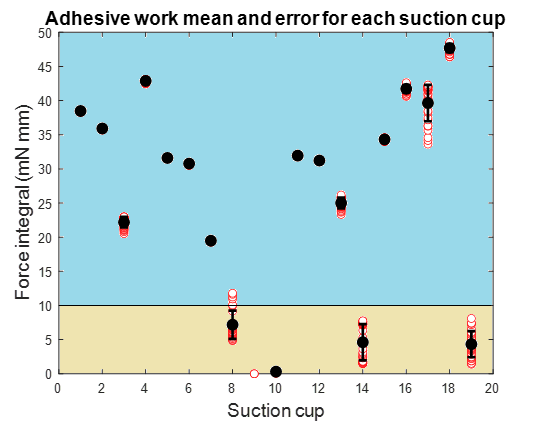 Adhesive work mean and error for each suction cup
50
45
40
35
30
25
20
15
10
5
0
Force integral (mN mm)
0 2 4 6 8 10 12 14 16 18 20
Suction cup